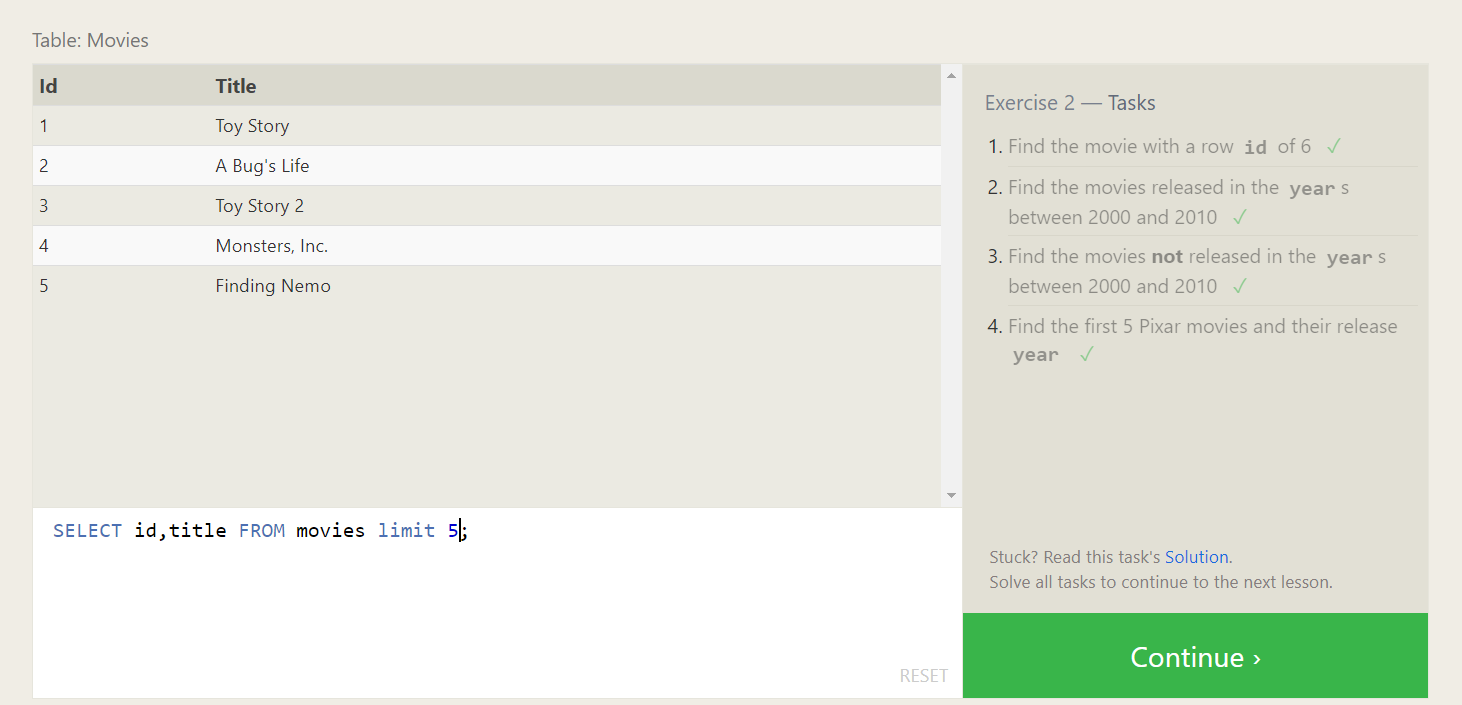 Table: Movies
Id Title
1 Toy Story
2 A Bug's Life
3 Toy Story 2
4 Monsters, Inc.
5 Finding Nemo
SELECT id,title FROM movies limit 5;
RESET
Exercise 2 — Tasks
1. Find the movie with a row id of 6 ✓
2. Find the movies released in the year s
between 2000 and 2010 ✓
3. Find the movies not released in the year s
between 2000 and 2010 ✓
4. Find the first 5 Pixar movies and their release
year ✓
Stuck? Read this task's Solution.
Solve all tasks to continue to the next lesson.
Continue ›